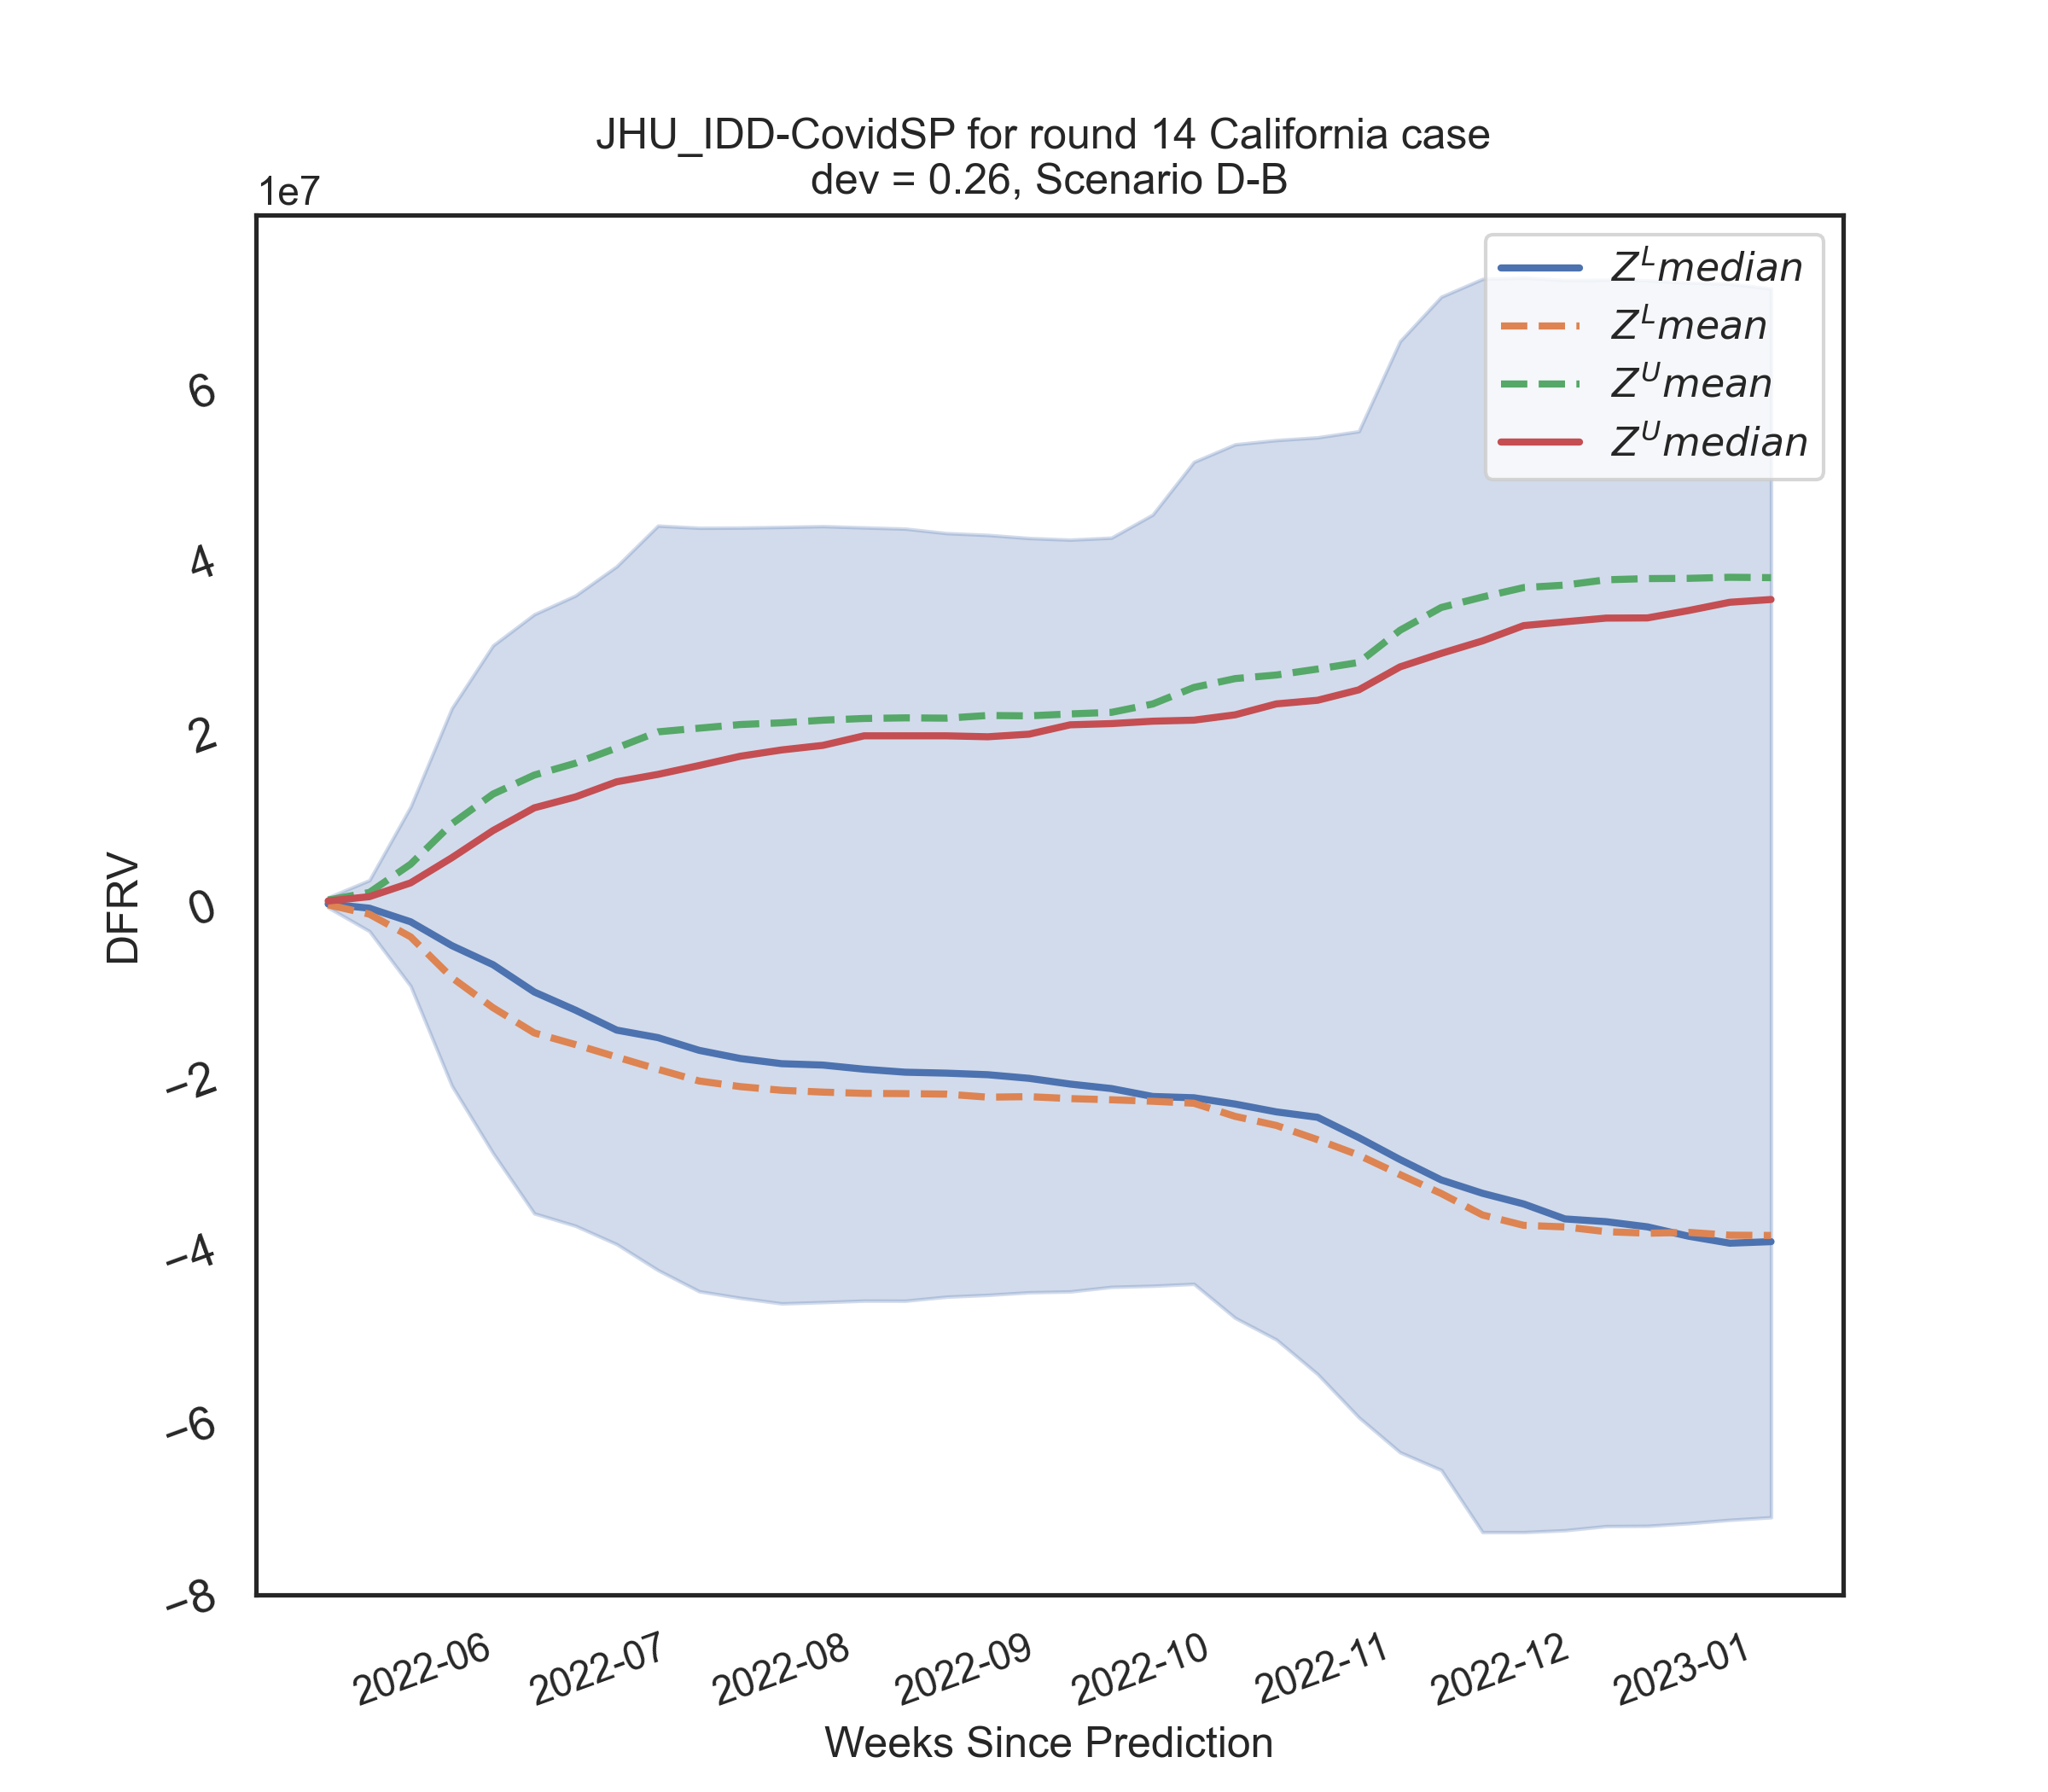 JHU_IDD-CovidSP for round 14 California case
dev = 0.26, Scenario D-B
1e7
Z^L median
Z^L mean
Z^U mean
Z^U median
6
4
2
0
−2
−4
−6
−8
DFRV
2022-06
2022-07
2022-08
2022-09
2022-10
2022-11
2022-12
2023-01
Weeks Since Prediction